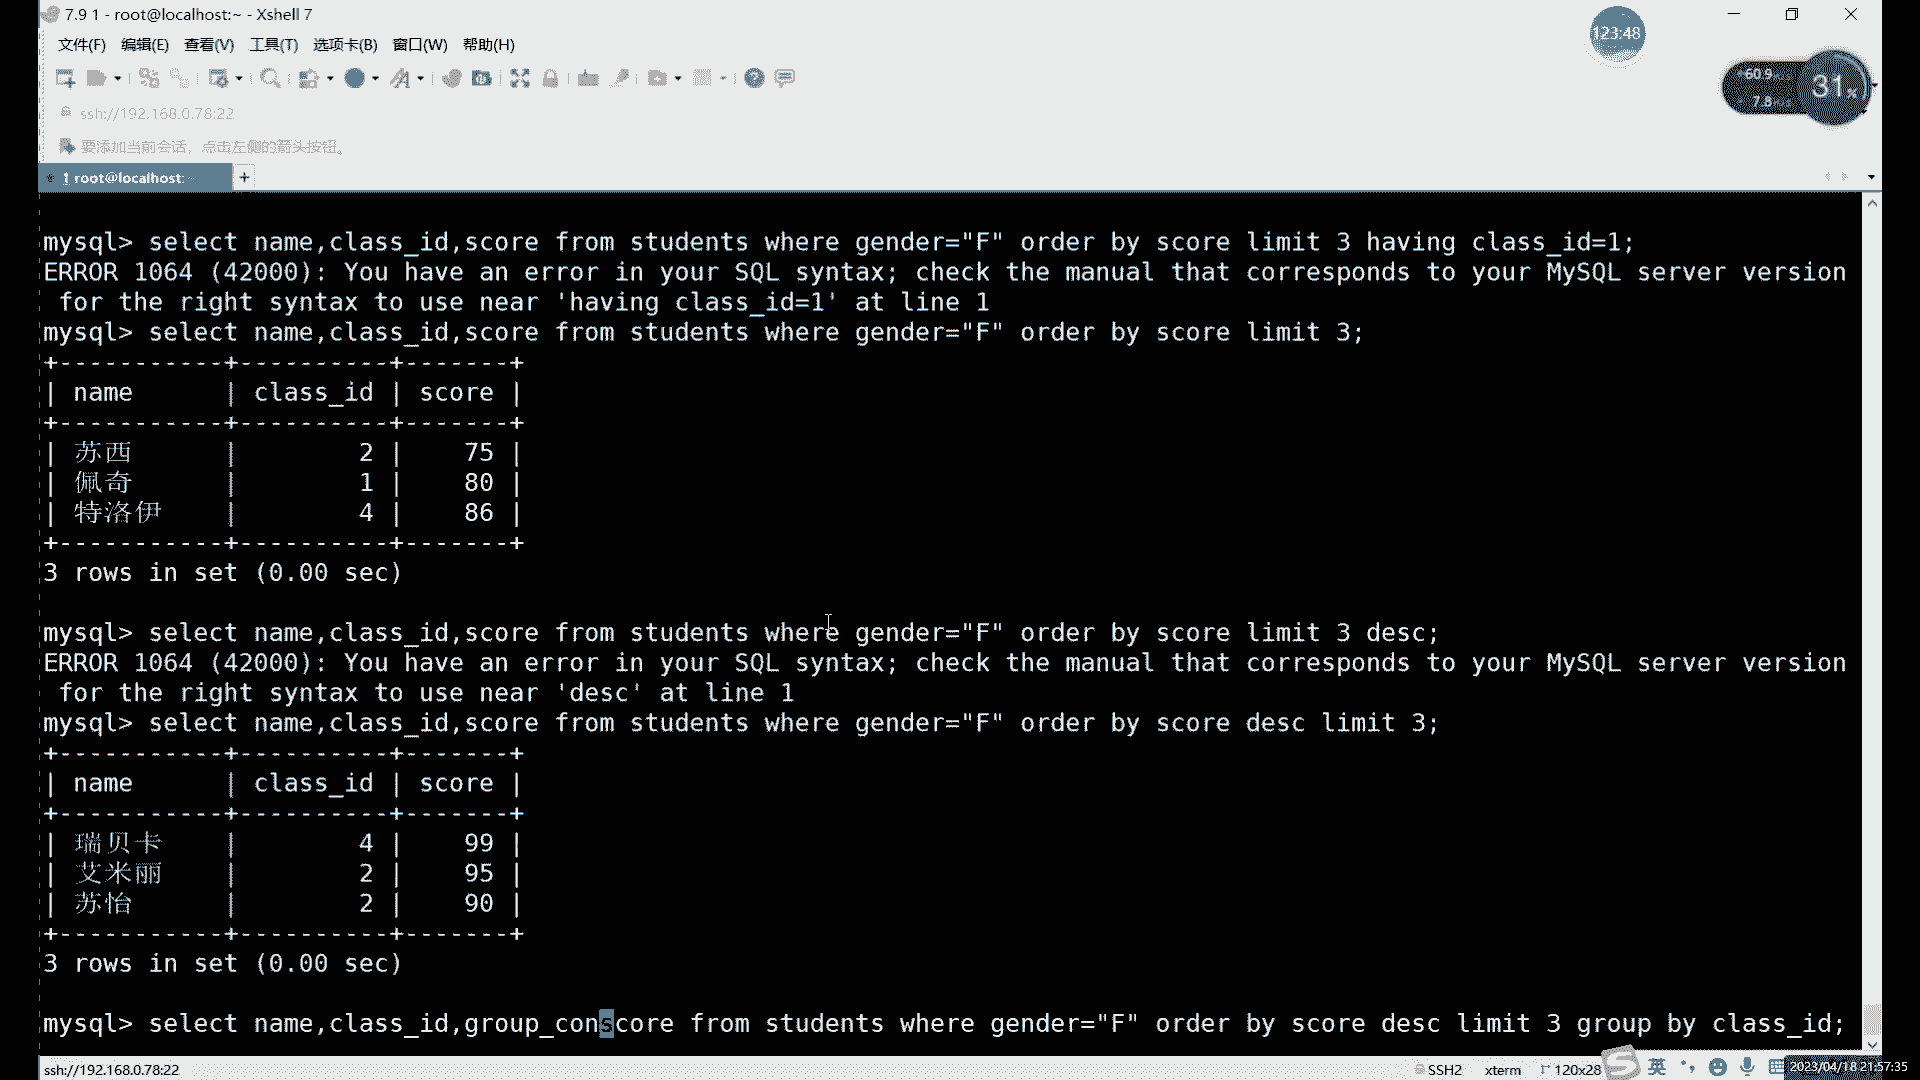 7.9 1 - root@localhost:~ - Xshell 7
123:48
文件(F) 编辑(E) 查看(V) 工具(T) 选项卡(B) 窗口(W) 帮助(H)
60.9
7.8
31%
ssh://192.168.0.78:22
要添加当前会话，点击左侧的箭头按钮。
1 root@localhost:~ +
mysql> select name,class_id,score from students where gender="F" order by score limit 3 having class_id=1;
ERROR 1064 (42000): You have an error in your SQL syntax; check the manual that corresponds to your MySQL server version
for the right syntax to use near 'having class_id=1' at line 1
mysql> select name,class_id,score from students where gender="F" order by score limit 3;
+-----------+----------+-------+
| name      | class_id | score |
+-----------+----------+-------+
| 苏西      |        2 |    75 |
| 佩奇      |        1 |    80 |
| 特洛伊    |        4 |    86 |
+-----------+----------+-------+
3 rows in set (0.00 sec)
mysql> select name,class_id,score from students where gender="F" order by score limit 3 desc;
ERROR 1064 (42000): You have an error in your SQL syntax; check the manual that corresponds to your MySQL server version
for the right syntax to use near 'desc' at line 1
mysql> select name,class_id,score from students where gender="F" order by score desc limit 3;
+-----------+----------+-------+
| name      | class_id | score |
+-----------+----------+-------+
| 瑞贝卡    |        4 |    99 |
| 艾米丽    |        2 |    95 |
| 苏怡      |        2 |    90 |
+-----------+----------+-------+
3 rows in set (0.00 sec)
mysql> select name,class_id,group_conscore from students where gender="F" order by score desc limit 3 group by class_id;
ssh://192.168.0.78:22 SSH2 xterm 120x28 英 2023/04/18 21:57:35